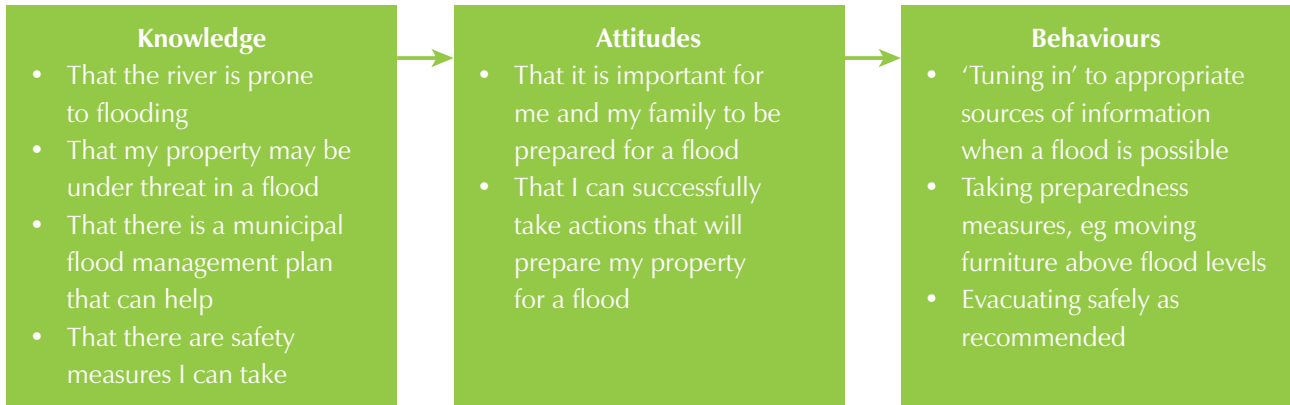 Knowledge
• That the river is prone
to flooding
• That my property may be
under threat in a flood
• That there is a municipal
flood management plan
that can help
• That there are safety
measures I can take
Attitudes
• That it is important for
me and my family to be
prepared for a flood
• That I can successfully
take actions that will
prepare my property
for a flood
Behaviours
• ‘Tuning in’ to appropriate
sources of information
when a flood is possible
• Taking preparedness
measures, eg moving
furniture above flood levels
• Evacuating safely as
recommended